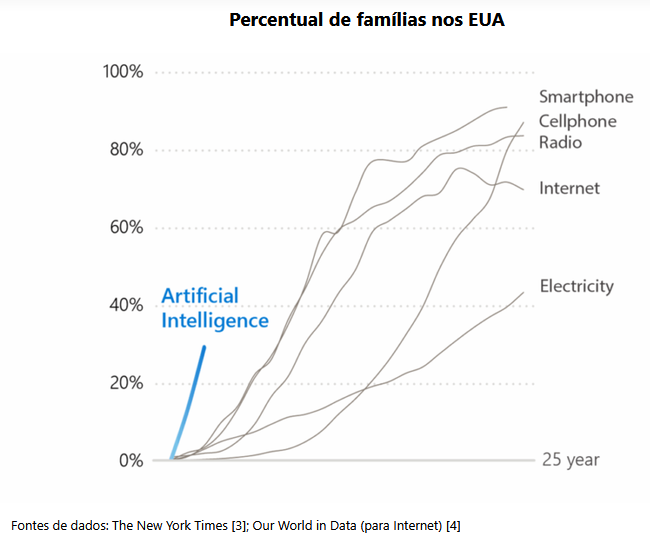 Percentual de famílias nos EUA
100%
80%
60%
40%
20%
0%
Smartphone
Cellphone
Radio
Internet
Electricity
Artificial
Intelligence
25 year
Fontes de dados: The New York Times [3]; Our World in Data (para Internet) [4]